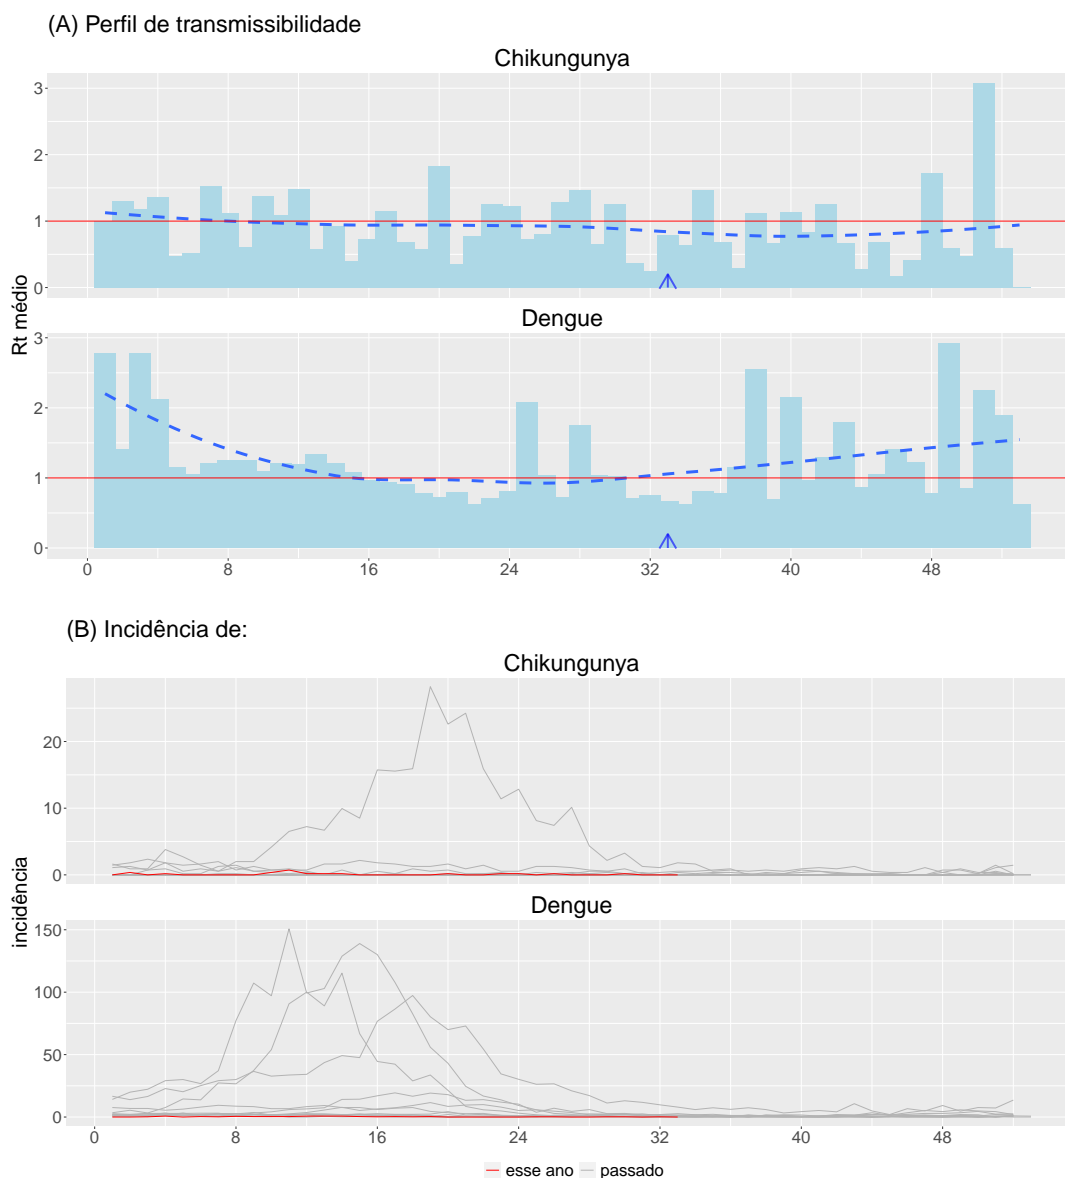 (A) Perfil de transmissibilidade
Chikungunya
3
2
1
0
Rt médio
Dengue
3
2
1
0
0 8 16 24 32 40 48
(B) Incidência de:
Chikungunya
20
10
0
incidência
Dengue
150
100
50
0
0 8 16 24 32 40 48
esse ano passado